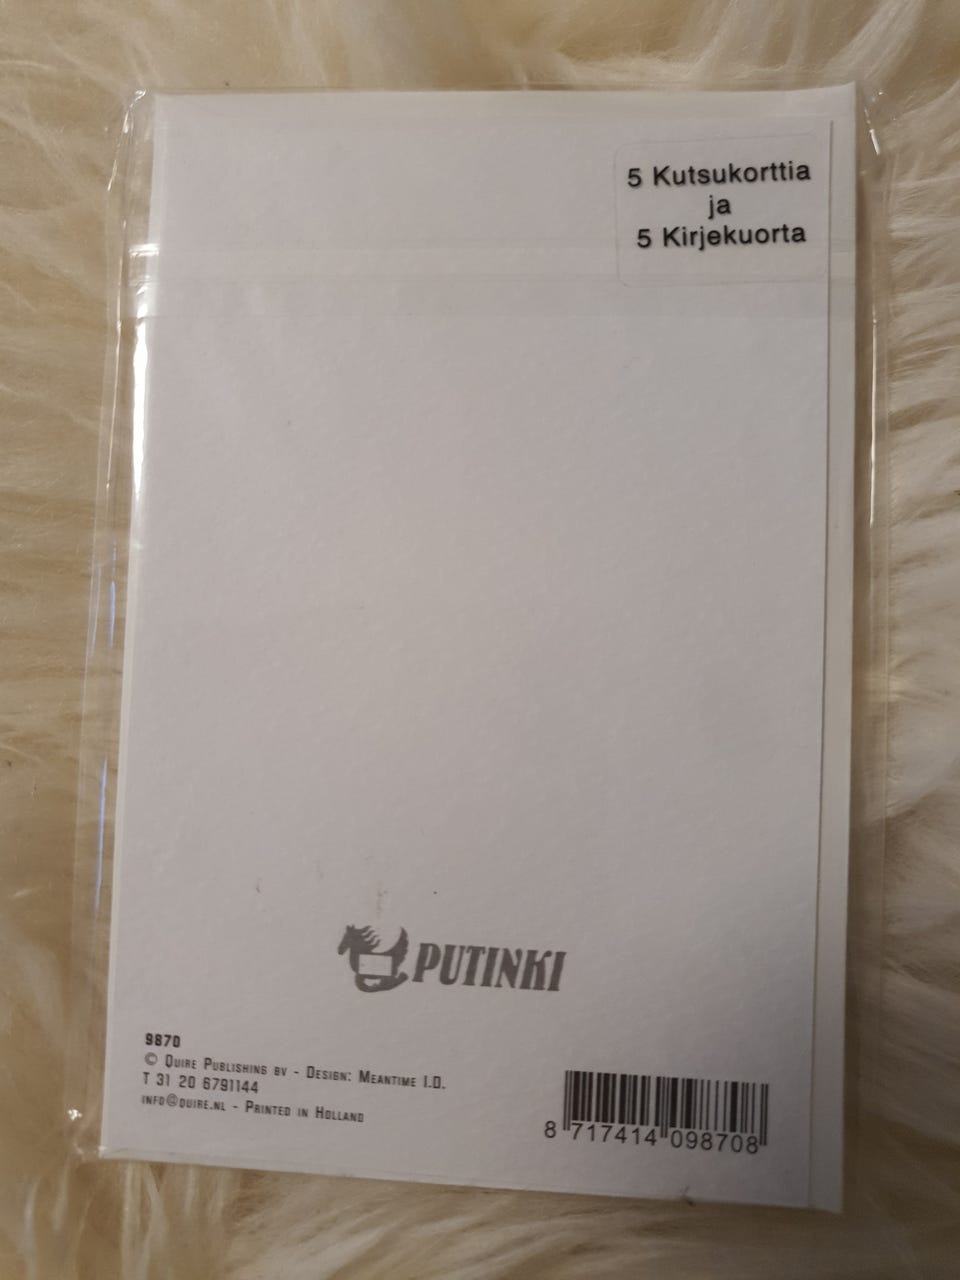 5 Kutsukorttia
ja
5 Kirjekuorta
PUTINKI
9870
© Quire Publishing bv - Design: Meantime I.D.
T 31 20 6791144
info@quire.nl - Printed in Holland
8 717414 098708